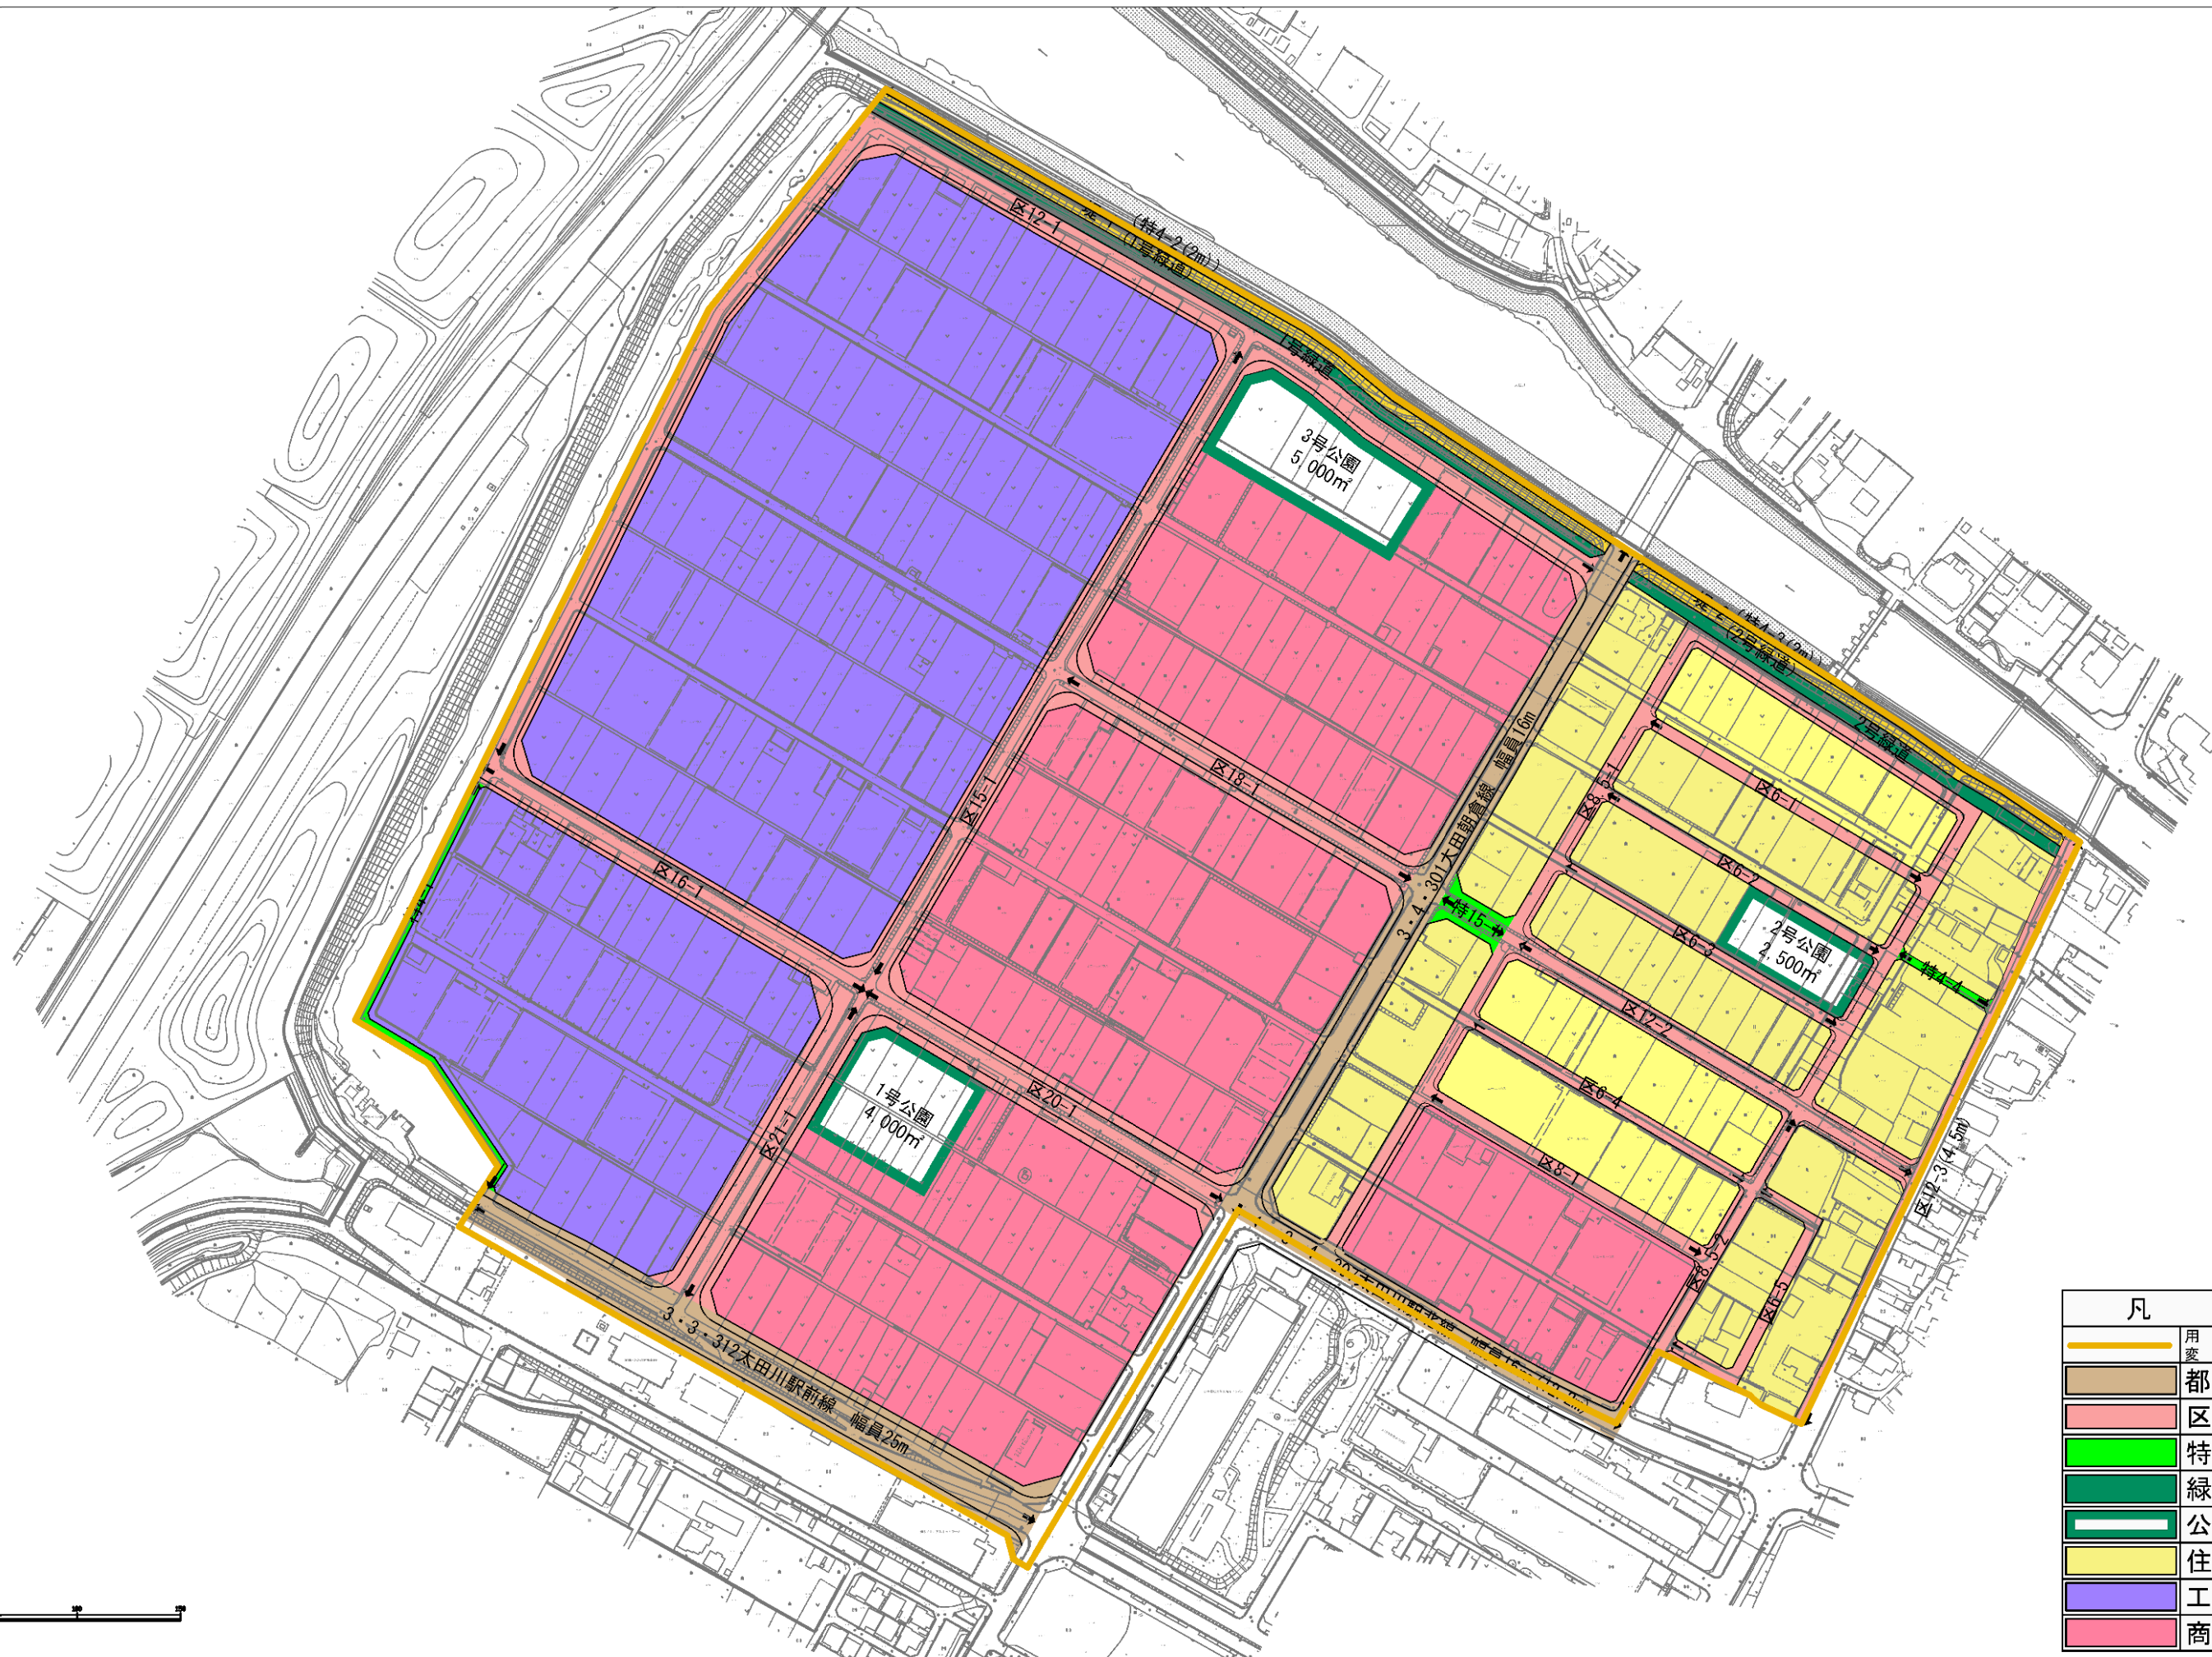 区12-1
(特4-2(2m))
(1号緑道)
1号緑道
3号公園
5,000㎡
(2号緑道)
2号緑道
区18-1
区15-1
区16-1
3・4・301大田朝倉線 幅員16m
区8.5-1
区6-1
区6-2
区6-3
2号公園
2,500㎡
特4-4
区12-2
区6-4
区8-1
区6-5
区12-3(4.5m)
特4-1
1号公園
4,000㎡
区20-1
区21-1
3・3・312太田川駅前線 幅員25m
100
150
凡
用
変
都
区
特
緑
公
住
工
商